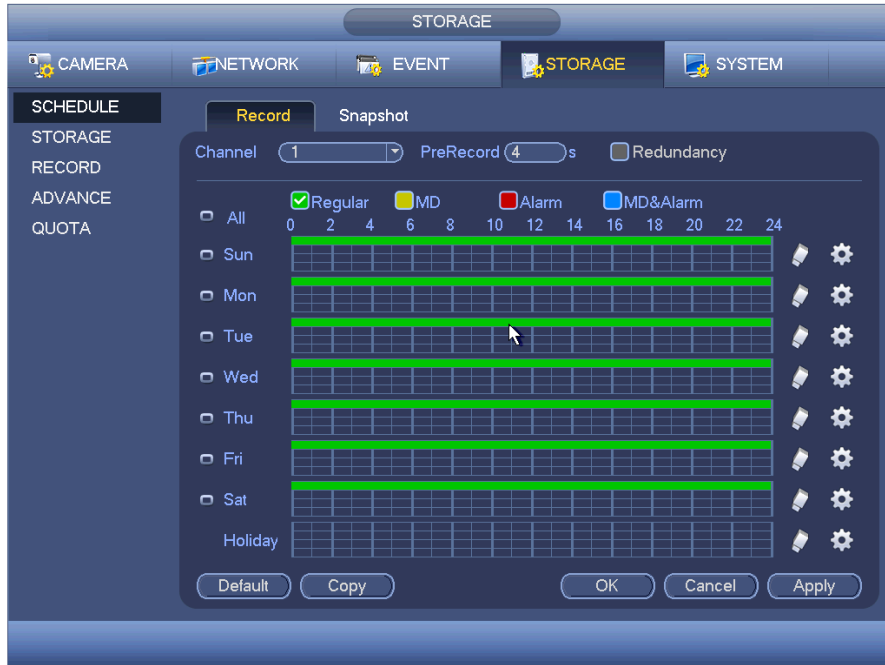 STORAGE
CAMERA NETWORK EVENT STORAGE SYSTEM
SCHEDULE
STORAGE
RECORD
ADVANCE
QUOTA
Record Snapshot
Channel 1 PreRecord 4 s Redundancy
All Regular MD Alarm MD&Alarm
0 2 4 6 8 10 12 14 16 18 20 22 24
Sun
Mon
Tue
Wed
Thu
Fri
Sat
Holiday
Default Copy OK Cancel Apply